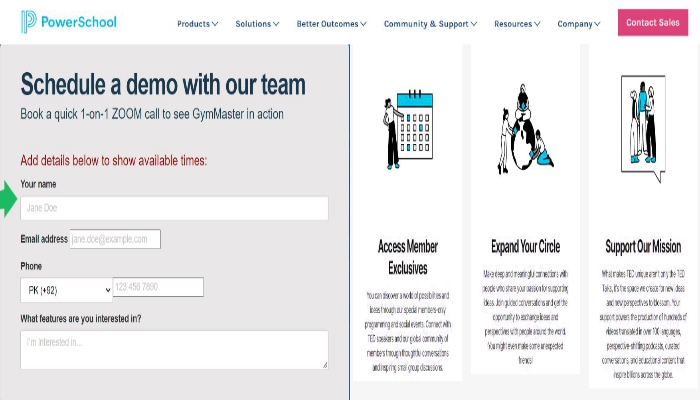 PowerSchool
Products
Solutions
Better Outcomes
Community & Support
Resources
Company
Contact Sales
Schedule a demo with our team
Book a quick 1-on-1 ZOOM call to see GymMaster in action
Add details below to show available times:
Your name
Jane Doe
Email address jane.doe@example.com
Phone
PK (+92) 123 456 7890
What features are you interested in?
I'm interested in...
Access Member
Exclusives
You can discover a world of possibilities and
ideas through our special members-only
programming and social events. Connect with
TED speakers and our global community of
members through thoughtful conversations
and inspiring small group discussions.
Expand Your Circle
Make deep and meaningful connections with
people who share your passion for supporting
ideas. Join guided conversations and get the
opportunity to exchange ideas and
perspectives with people around the world.
You might even make some unexpected
friends!
Support Our Mission
What makes TED unique aren't only the TED
Talks, it's the space we create for new ideas
and new perspectives to blossom. Your
support powers the production of hundreds of
videos translated in over 100 languages,
perspective-shifting podcasts, curated
conversations, and educational content that
inspire billions across the globe.